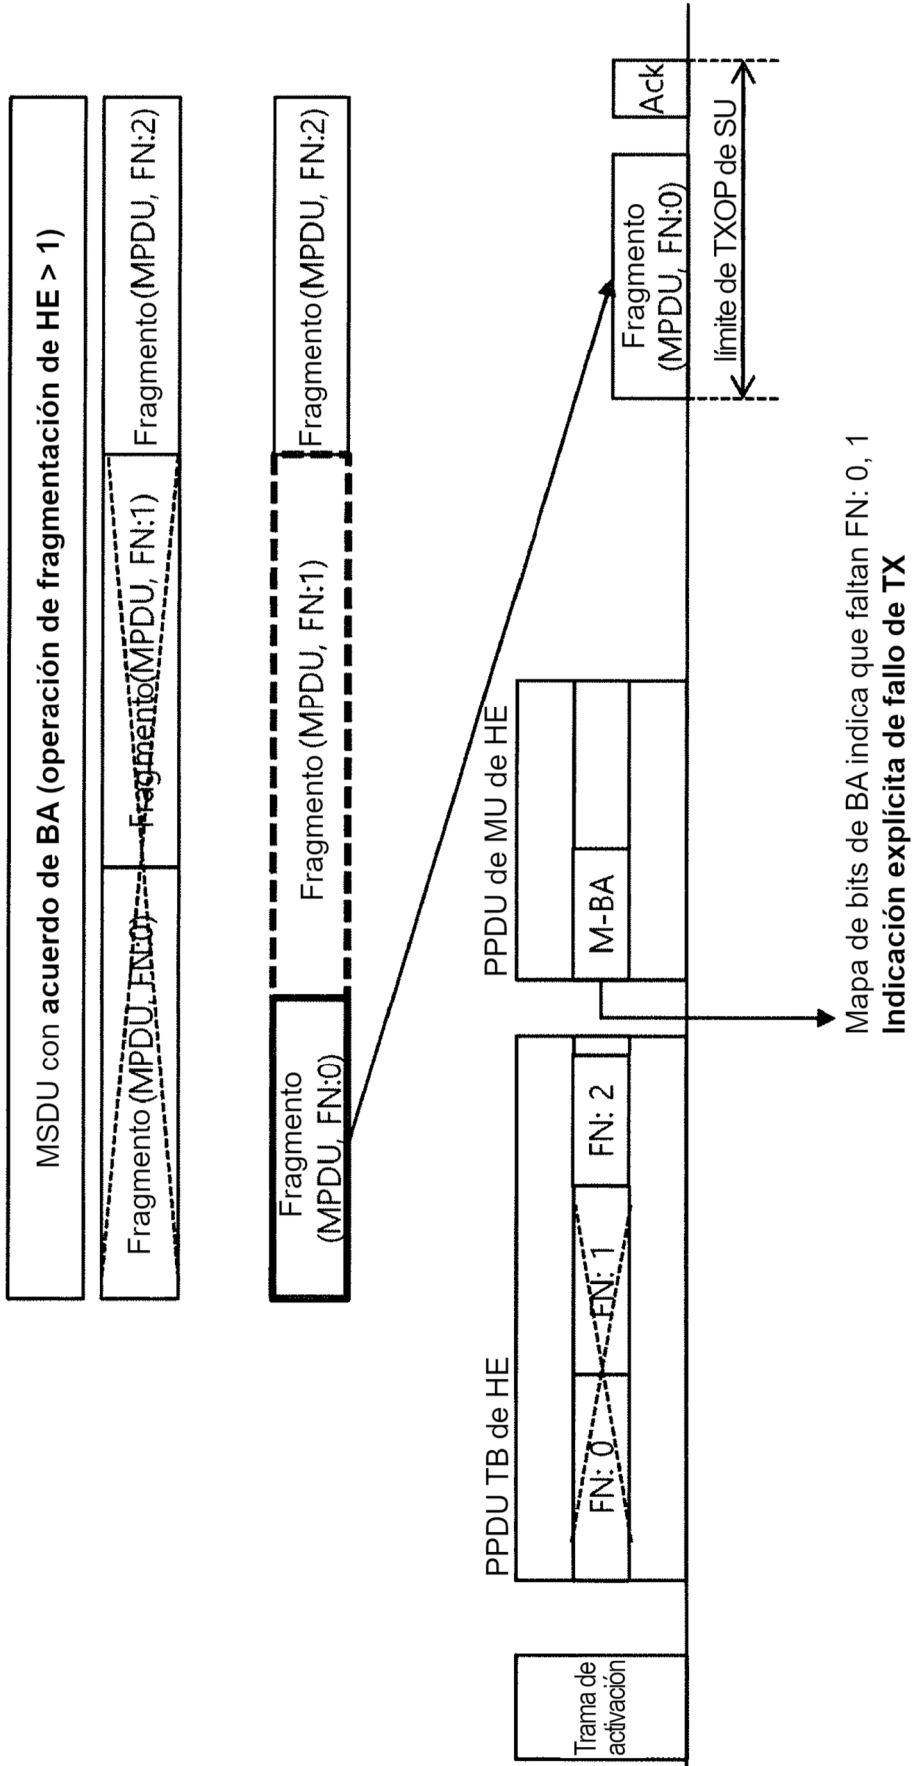 MSDU con acuerdo de BA (operación de fragmentación de HE > 1)
Fragmento (MPDU, FN:0)
Fragmento(MPDU, FN:1)
Fragmento(MPDU, FN:2)
Fragmento
(MPDU, FN:0)
Fragmento (MPDU, FN:1)
Fragmento(MPDU, FN:2)
Trama de
activación
PPDU TB de HE
FN: 0
FN: 1
FN: 2
PPDU de MU de HE
M-BA
Fragmento
(MPDU, FN:0)
Ack
límite de TXOP de SU
Mapa de bits de BA indica que faltan FN: 0, 1
Indicación explícita de fallo de TX